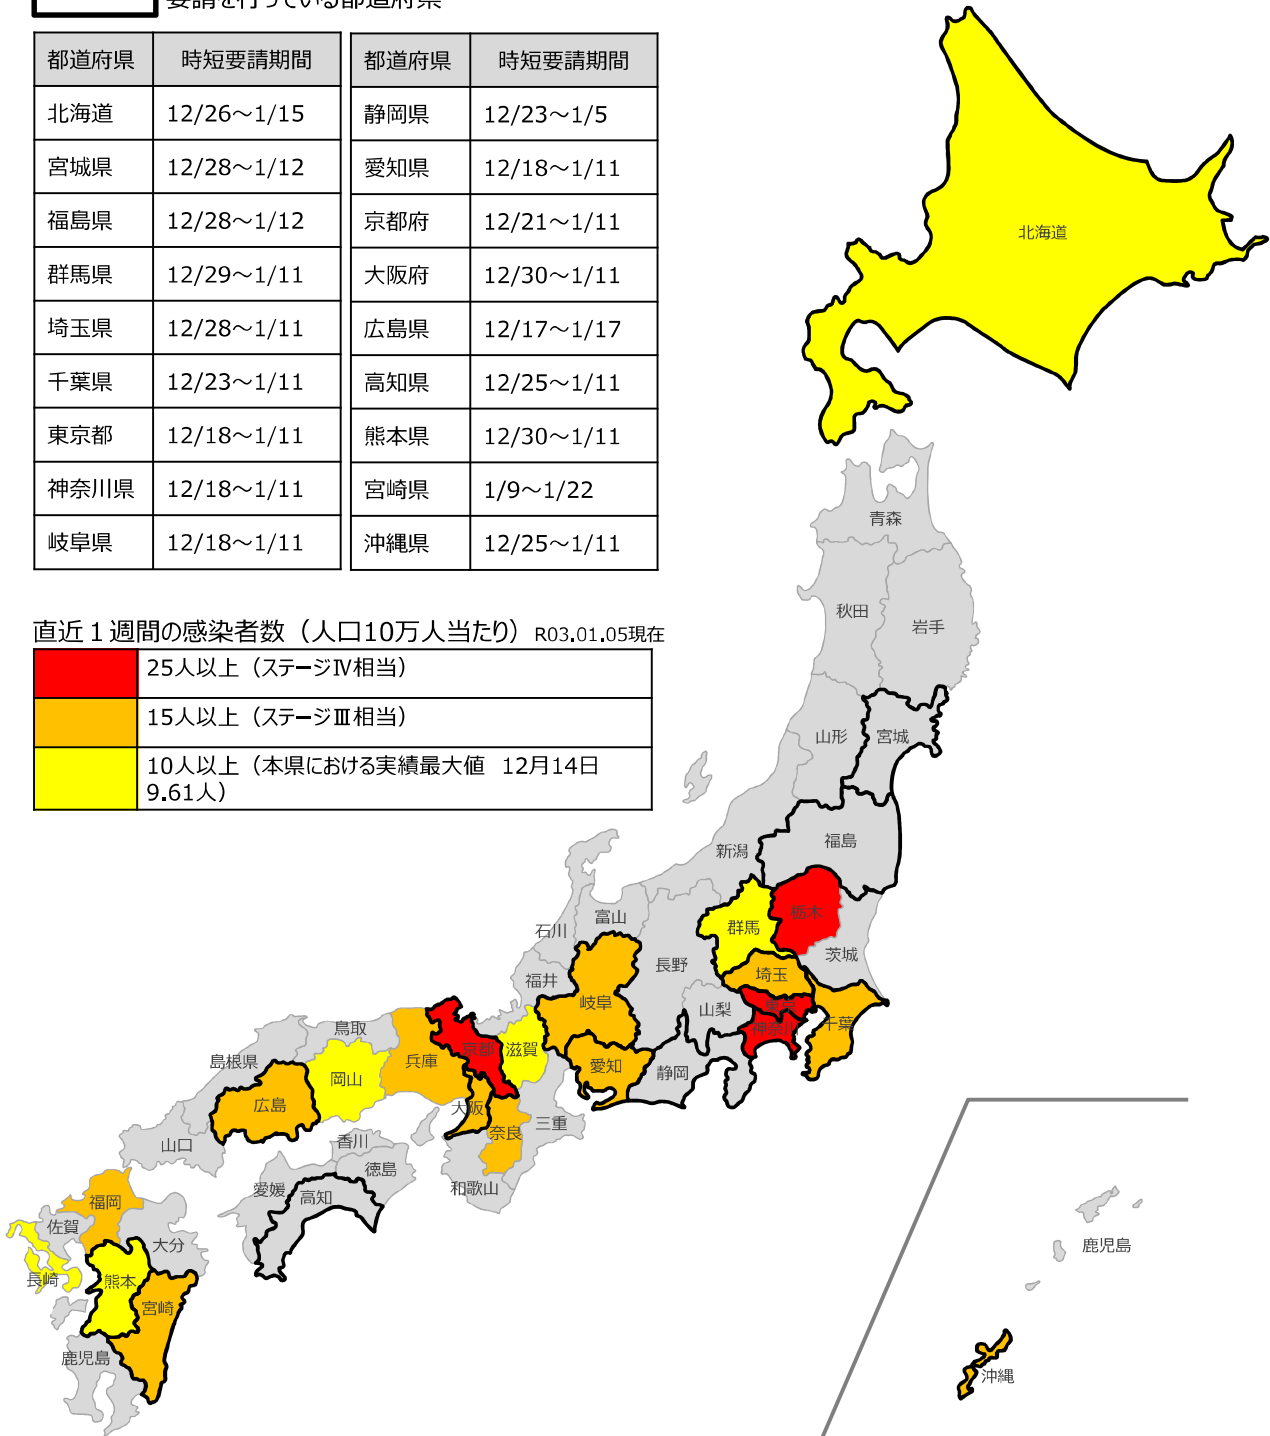 要請を行っている都道府県
都道府県 時短要請期間 都道府県 時短要請期間
北海道 12/26～1/15 静岡県 12/23～1/5
宮城県 12/28～1/12 愛知県 12/18～1/11
福島県 12/28～1/12 京都府 12/21～1/11
群馬県 12/29～1/11 大阪府 12/30～1/11
埼玉県 12/28～1/11 広島県 12/17～1/17
千葉県 12/23～1/11 高知県 12/25～1/11
東京都 12/18～1/11 熊本県 12/30～1/11
神奈川県 12/18～1/11 宮崎県 1/9～1/22
岐阜県 12/18～1/11 沖縄県 12/25～1/11
直近１週間の感染者数（人口10万人当たり）R03.01.05現在
25人以上（ステージⅣ相当）
15人以上（ステージⅢ相当）
10人以上（本県における実績最大値 12月14日
9.61人）
北海道
青森
秋田
岩手
山形
宮城
福島
新潟
栃木
群馬
茨城
埼玉
東京
神奈川
千葉
富山
石川
福井
長野
岐阜
山梨
静岡
愛知
滋賀
京都
三重
奈良
大阪
和歌山
兵庫
鳥取
島根県
岡山
広島
山口
香川
徳島
愛媛
高知
福岡
佐賀
長崎
大分
熊本
宮崎
鹿児島
鹿児島
沖縄